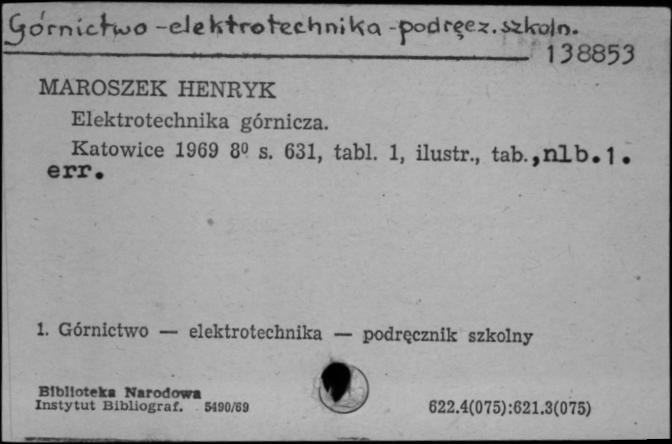 Górnictwo - elektrotechnika - podręcz. szkoln.
138853
MAROSZEK HENRYK
Elektrotechnika górnicza.
Katowice 1969 8⁰ s. 631, tabl. 1, ilustr., tab.,nlb.1.
err.
1. Górnictwo — elektrotechnika — podręcznik szkolny
Biblioteka Narodowa
Instytut Bibliograf. 5490/69
622.4(075):621.3(075)